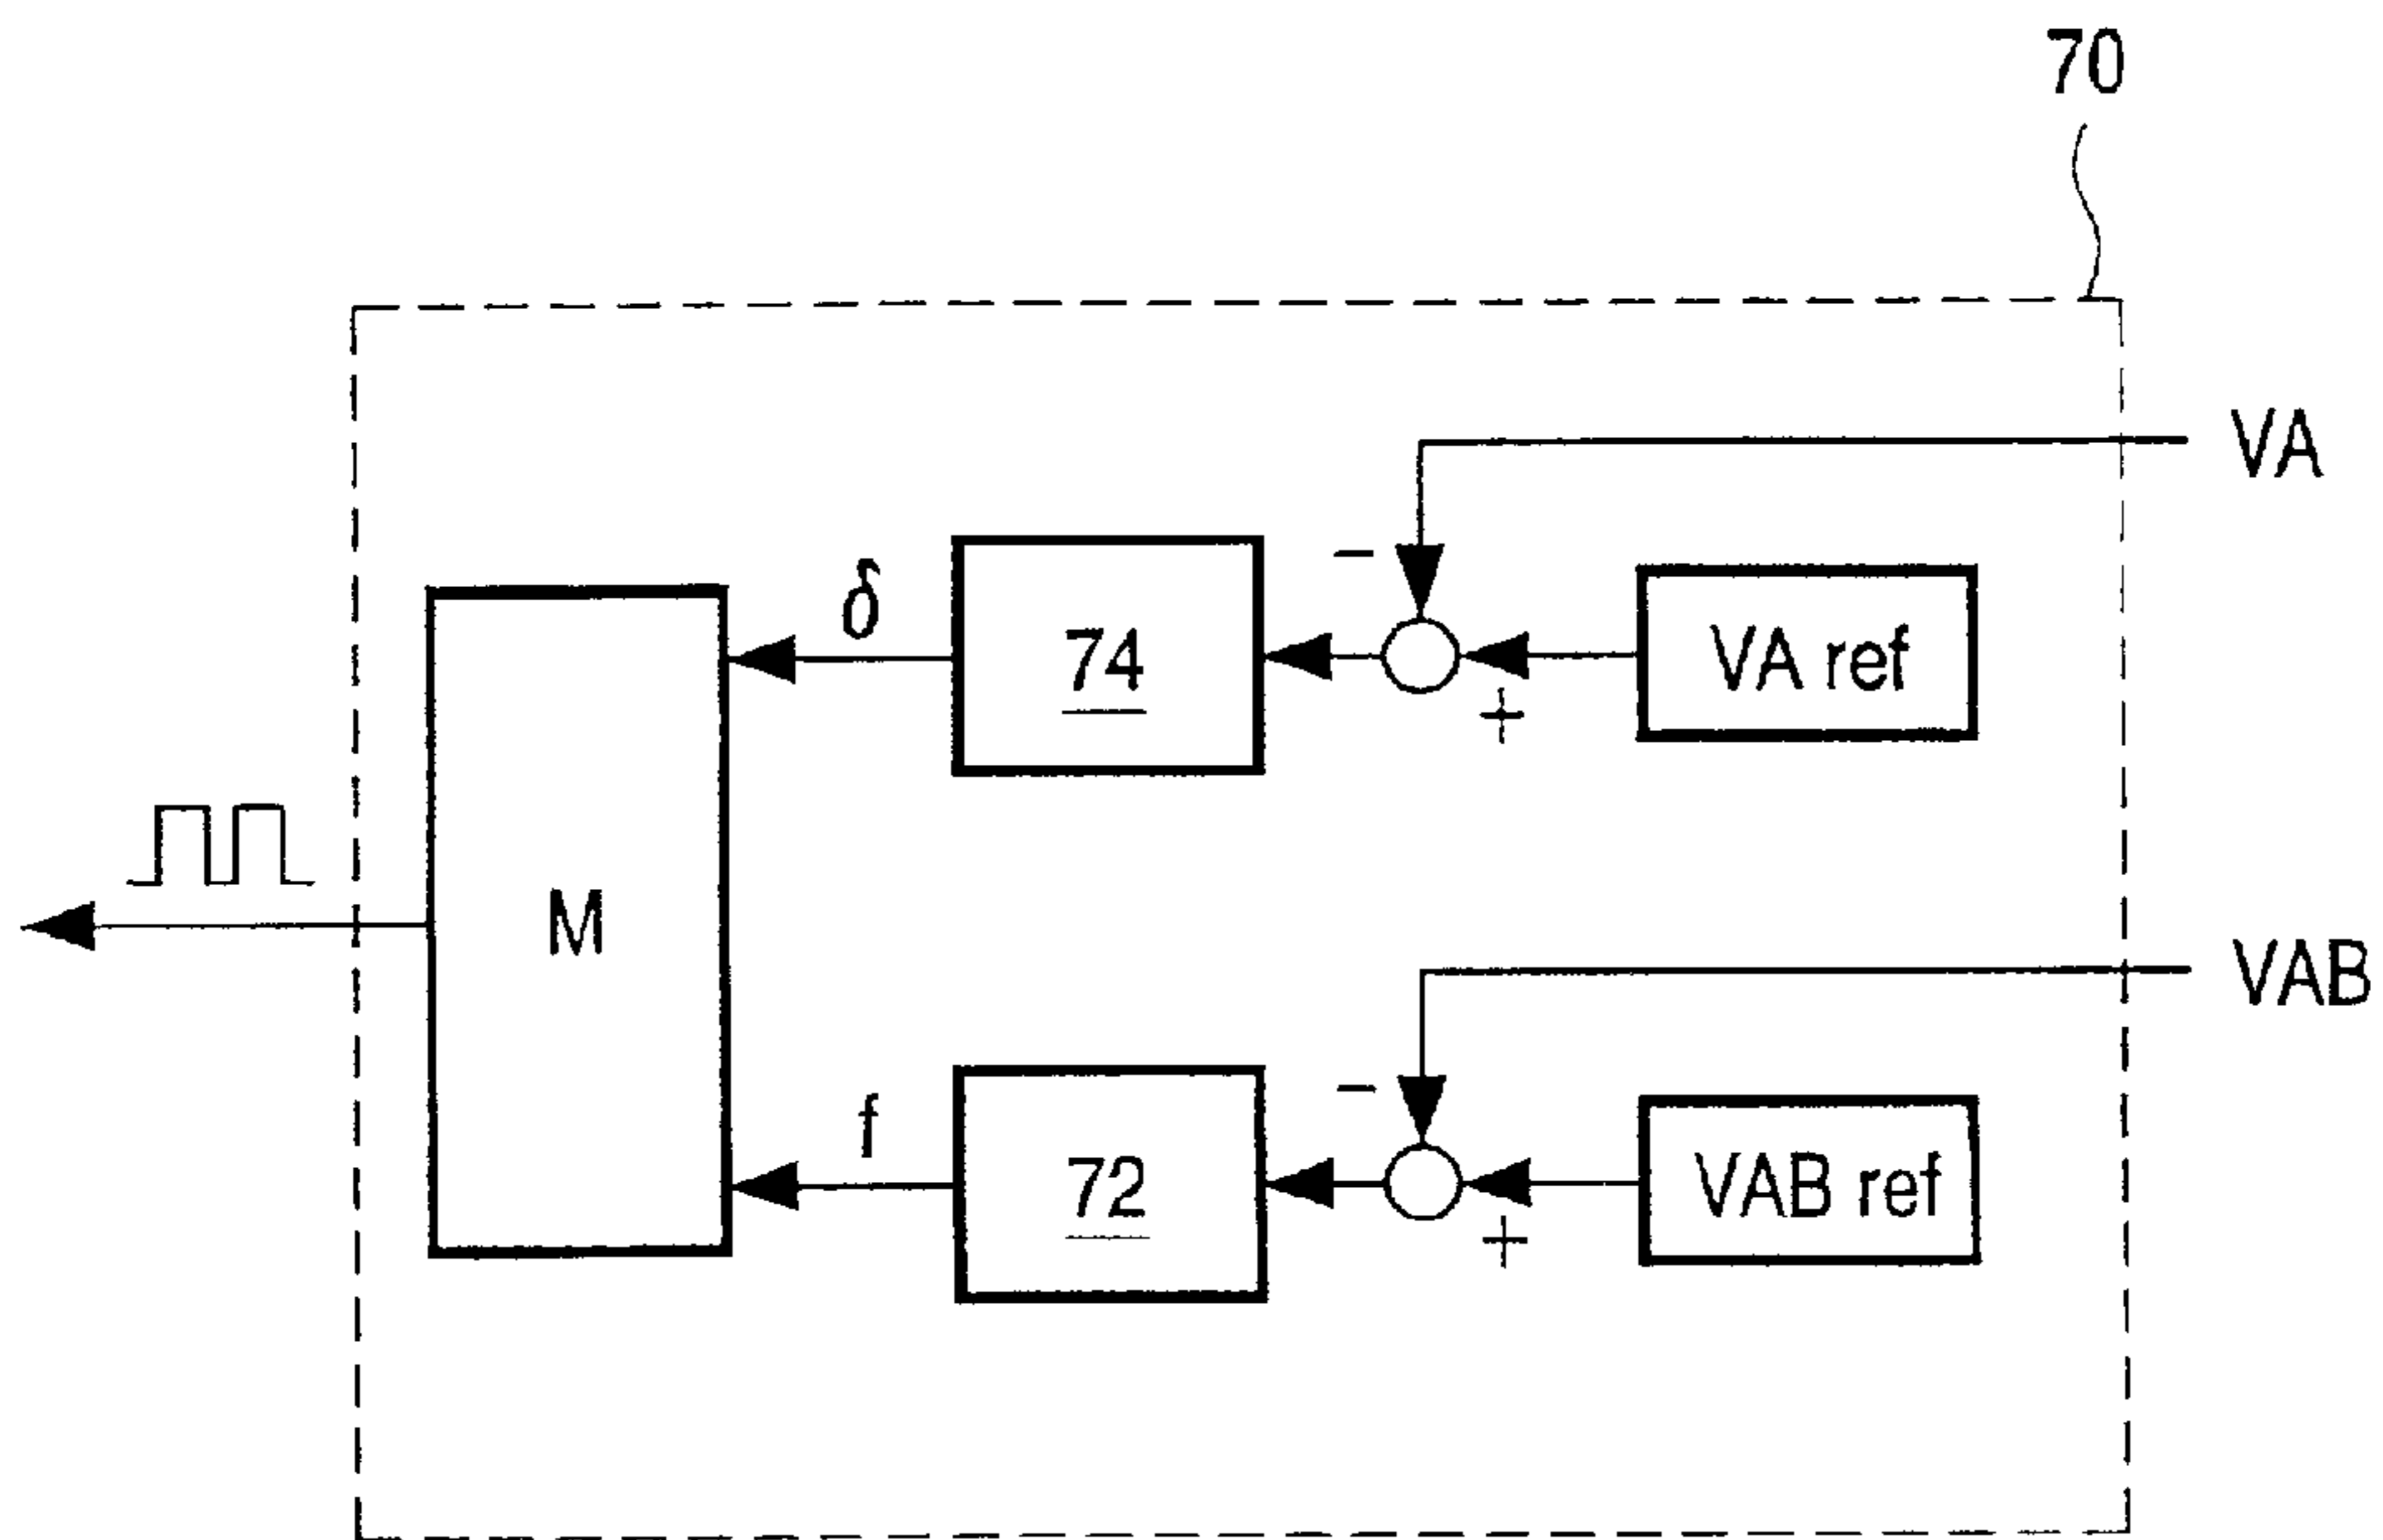 70
VA
δ
−
74
VA ref
+
M
VAB
−
f
72
VAB ref
+